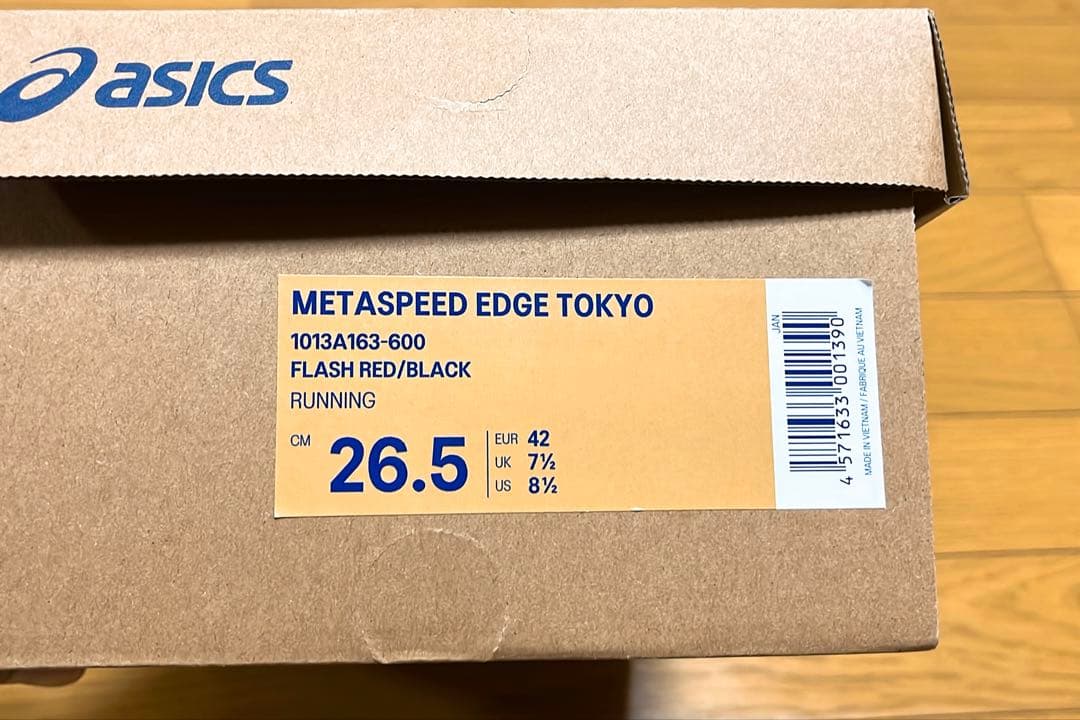 asics
METASPEED EDGE TOKYO
1013A163-600
FLASH RED/BLACK
RUNNING
CM 26.5
EUR 42
UK 7½
US 8½
JAN
4 571633 001390
MADE IN VIETNAM / FABRIQUE AU VIETNAM